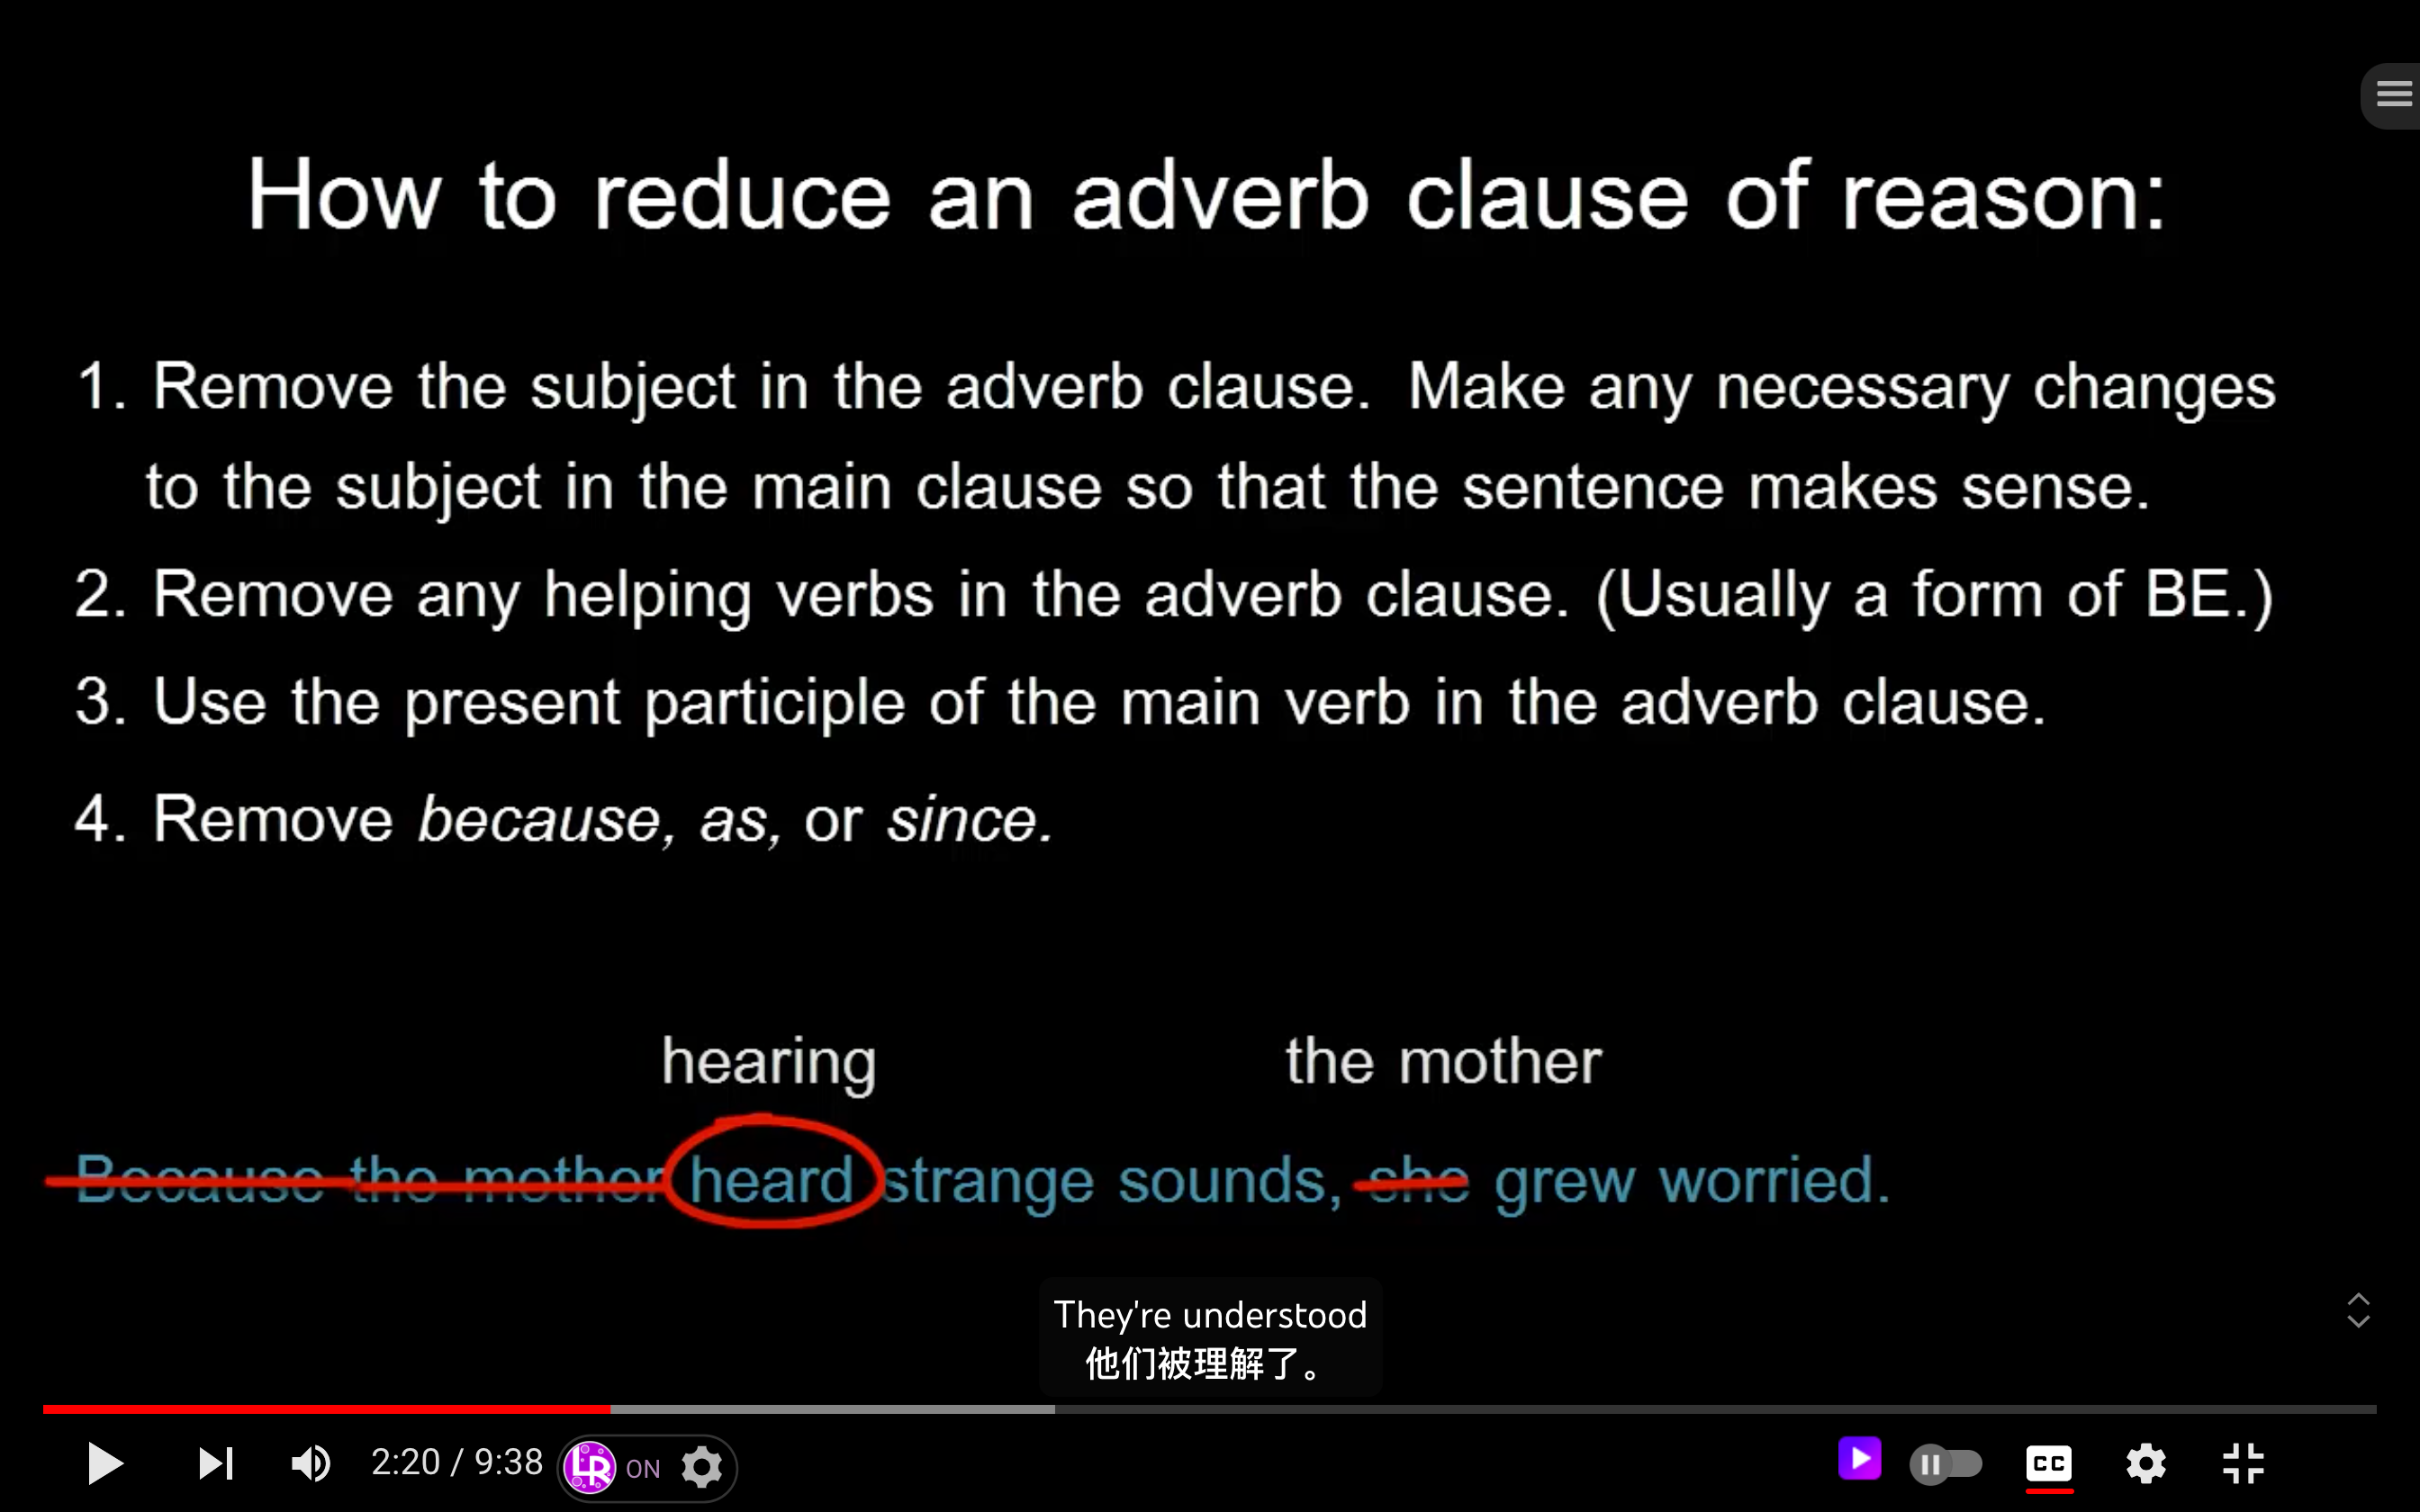 How to reduce an adverb clause of reason:
1. Remove the subject in the adverb clause. Make any necessary changes
to the subject in the main clause so that the sentence makes sense.
2. Remove any helping verbs in the adverb clause. (Usually a form of BE.)
3. Use the present participle of the main verb in the adverb clause.
4. Remove because, as, or since.
hearing the mother
Because the mother heard strange sounds, she grew worried.
They're understood
他们被理解了。
2:20 / 9:38 LR ON CC